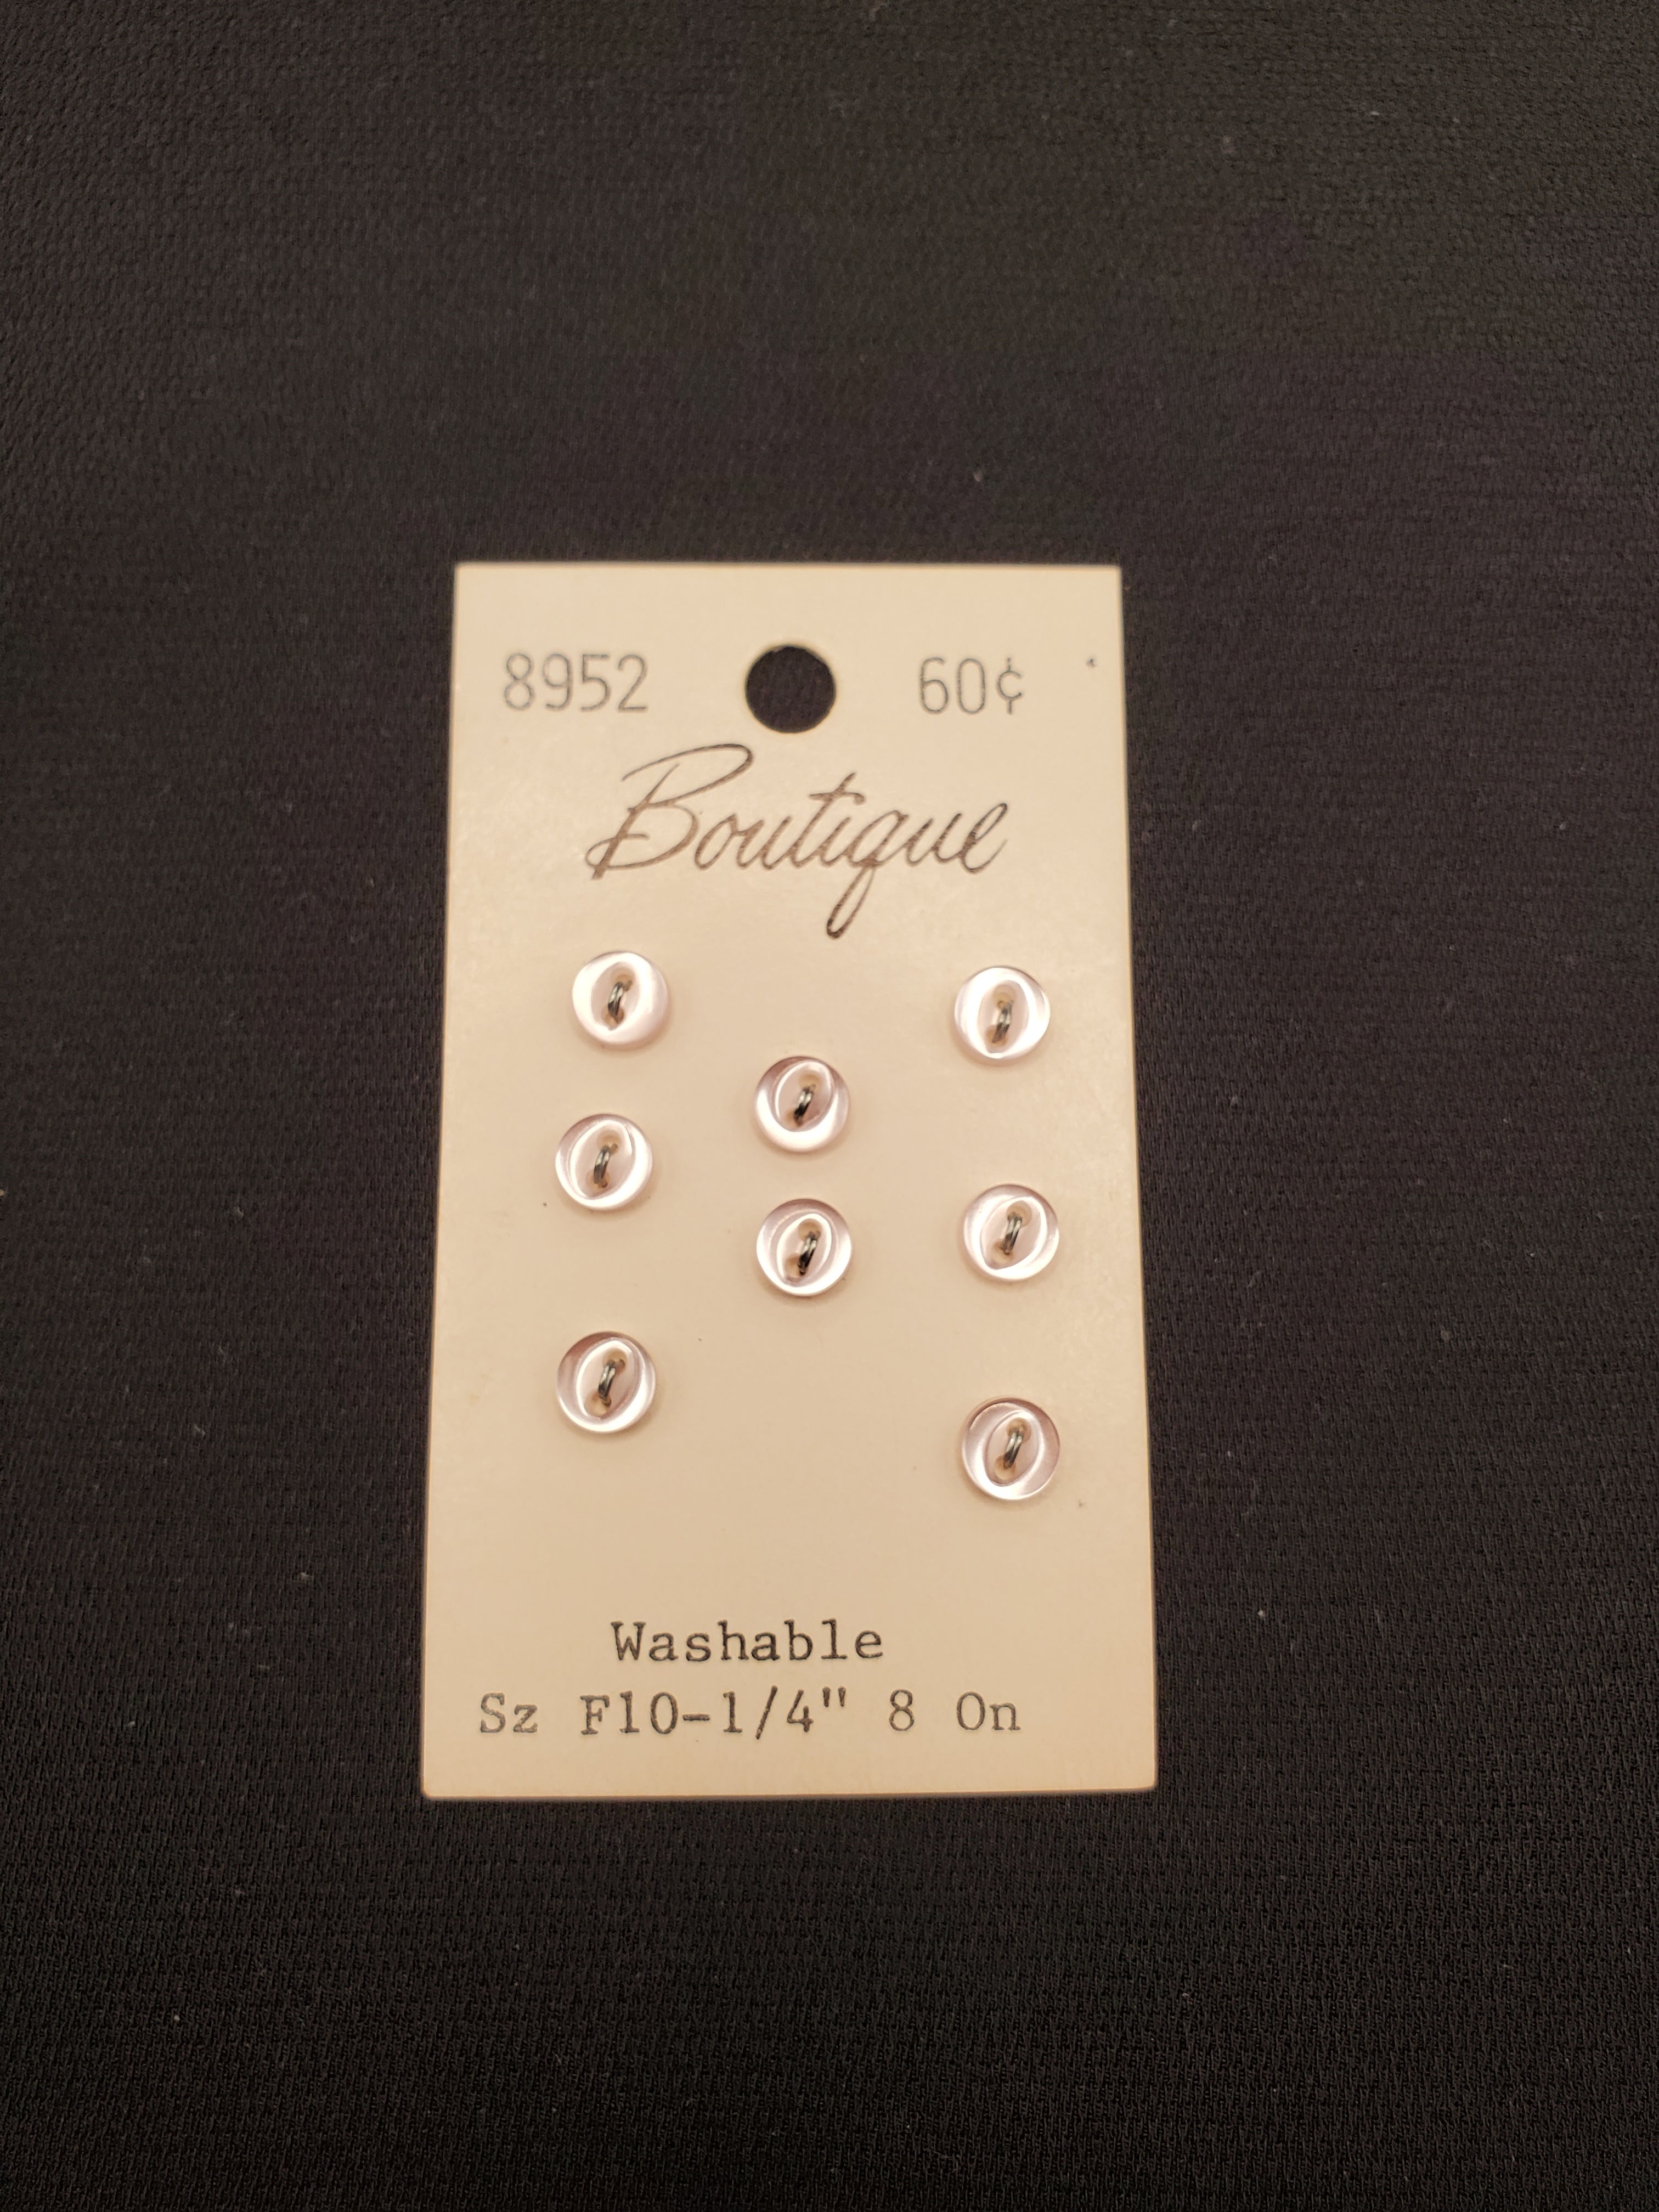 8952 60¢
Boutique
Washable
Sz F10-1/4" 8 On